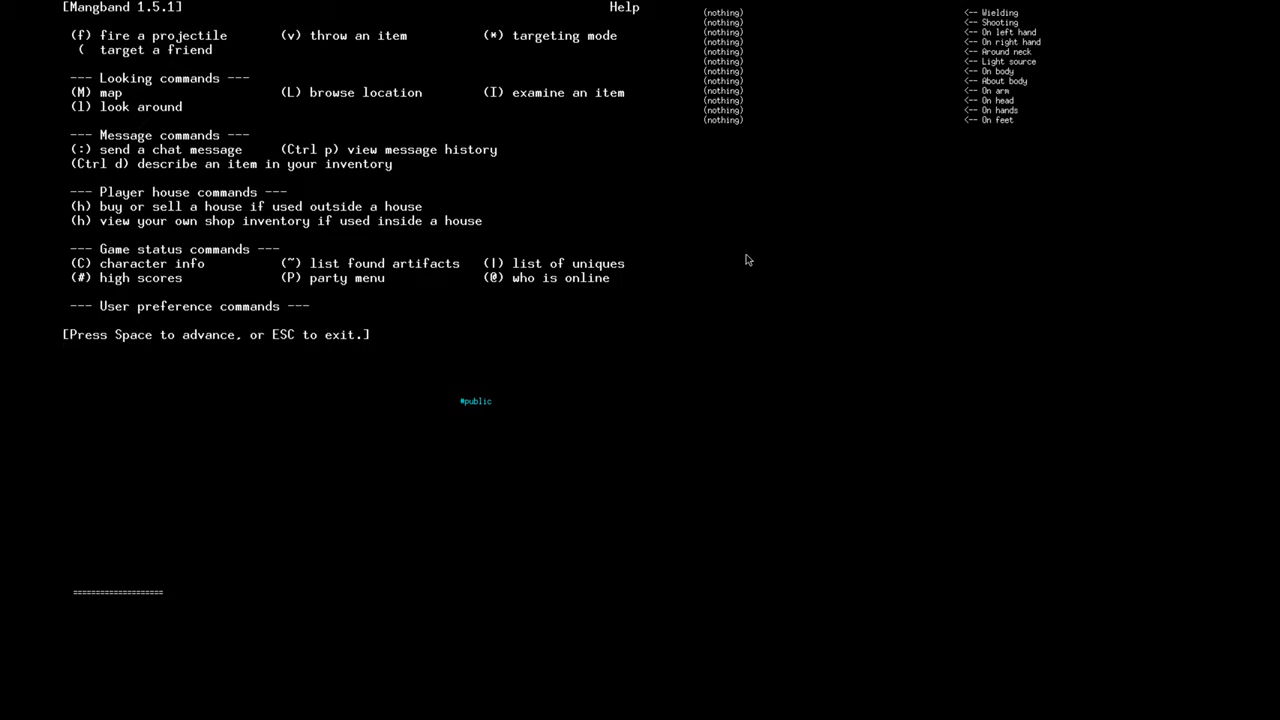 [Mangband 1.5.1] Help
(f) fire a projectile (v) throw an item (*) targeting mode
( target a friend
--- Looking commands ---
(M) map (L) browse location (I) examine an item
(l) look around
--- Message commands ---
(:) send a chat message (Ctrl p) view message history
(Ctrl d) describe an item in your inventory
--- Player house commands ---
(h) buy or sell a house if used outside a house
(h) view your own shop inventory if used inside a house
--- Game status commands ---
(C) character info (~) list found artifacts (|) list of uniques
(#) high scores (P) party menu (@) who is online
--- User preference commands ---
[Press Space to advance, or ESC to exit.]
(nothing) <-- Wielding
(nothing) <-- Shooting
(nothing) <-- On left hand
(nothing) <-- On right hand
(nothing) <-- Around neck
(nothing) <-- Light source
(nothing) <-- On body
(nothing) <-- About body
(nothing) <-- On arm
(nothing) <-- On head
(nothing) <-- On hands
(nothing) <-- On feet
#public
====================